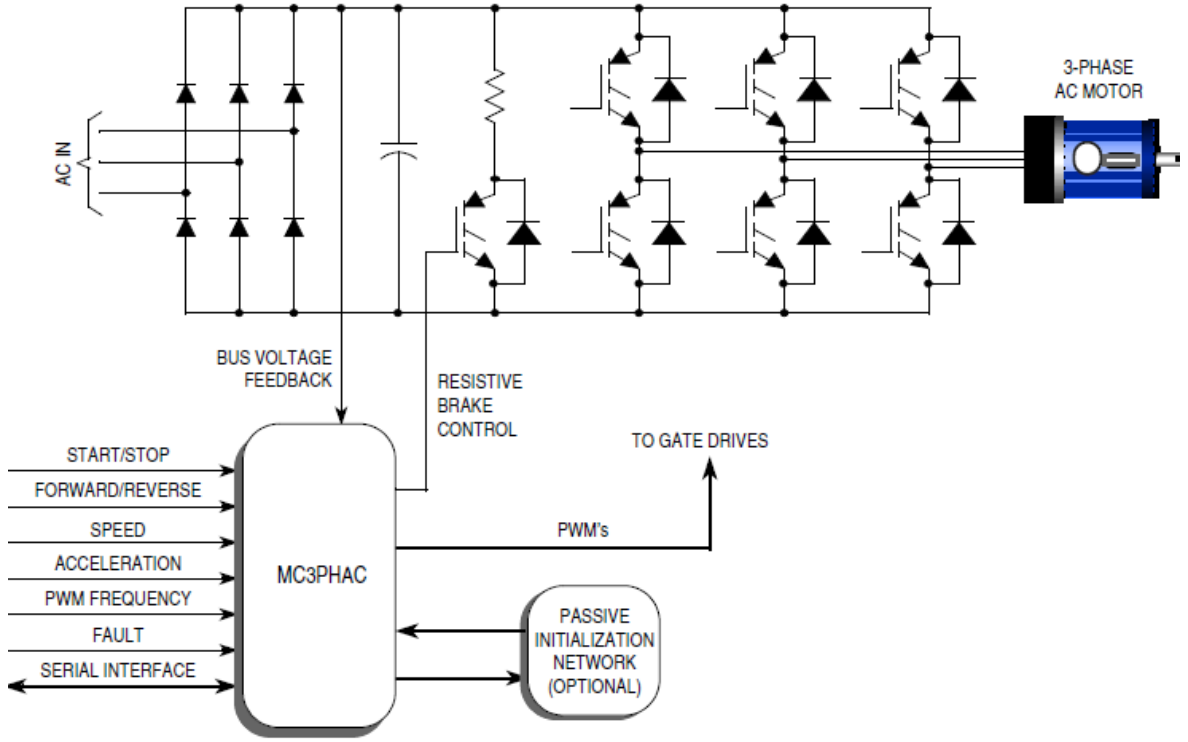 3-PHASE
AC MOTOR
AC IN
BUS VOLTAGE
FEEDBACK
RESISTIVE
BRAKE
CONTROL
TO GATE DRIVES
START/STOP
FORWARD/REVERSE
SPEED
ACCELERATION
PWM FREQUENCY
FAULT
SERIAL INTERFACE
MC3PHAC
PWM's
PASSIVE
INITIALIZATION
NETWORK
(OPTIONAL)